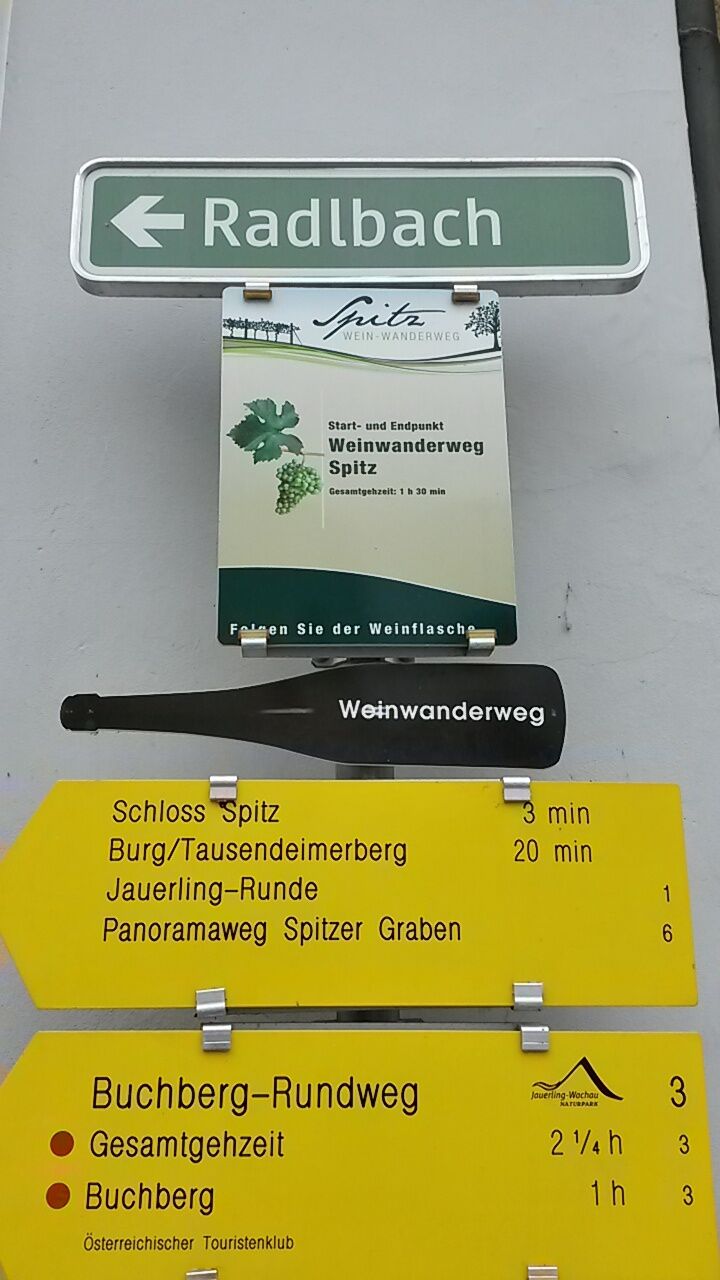 Radlbach
Spitz
WEIN-WANDERWEG
Start- und Endpunkt
Weinwanderweg
Spitz
Gesamtgehzeit: 1 h 30 min
Folgen Sie der Weinflasche
Weinwanderweg
Schloss Spitz 3 min
Burg/Tausendeimerberg 20 min
Jauerling-Runde 1
Panoramaweg Spitzer Graben 6
Jauerling-Wachau
NATURPARK
Buchberg-Rundweg 3
Gesamtgehzeit 2 1/4 h 3
Buchberg 1 h 3
Österreichischer Touristenklub